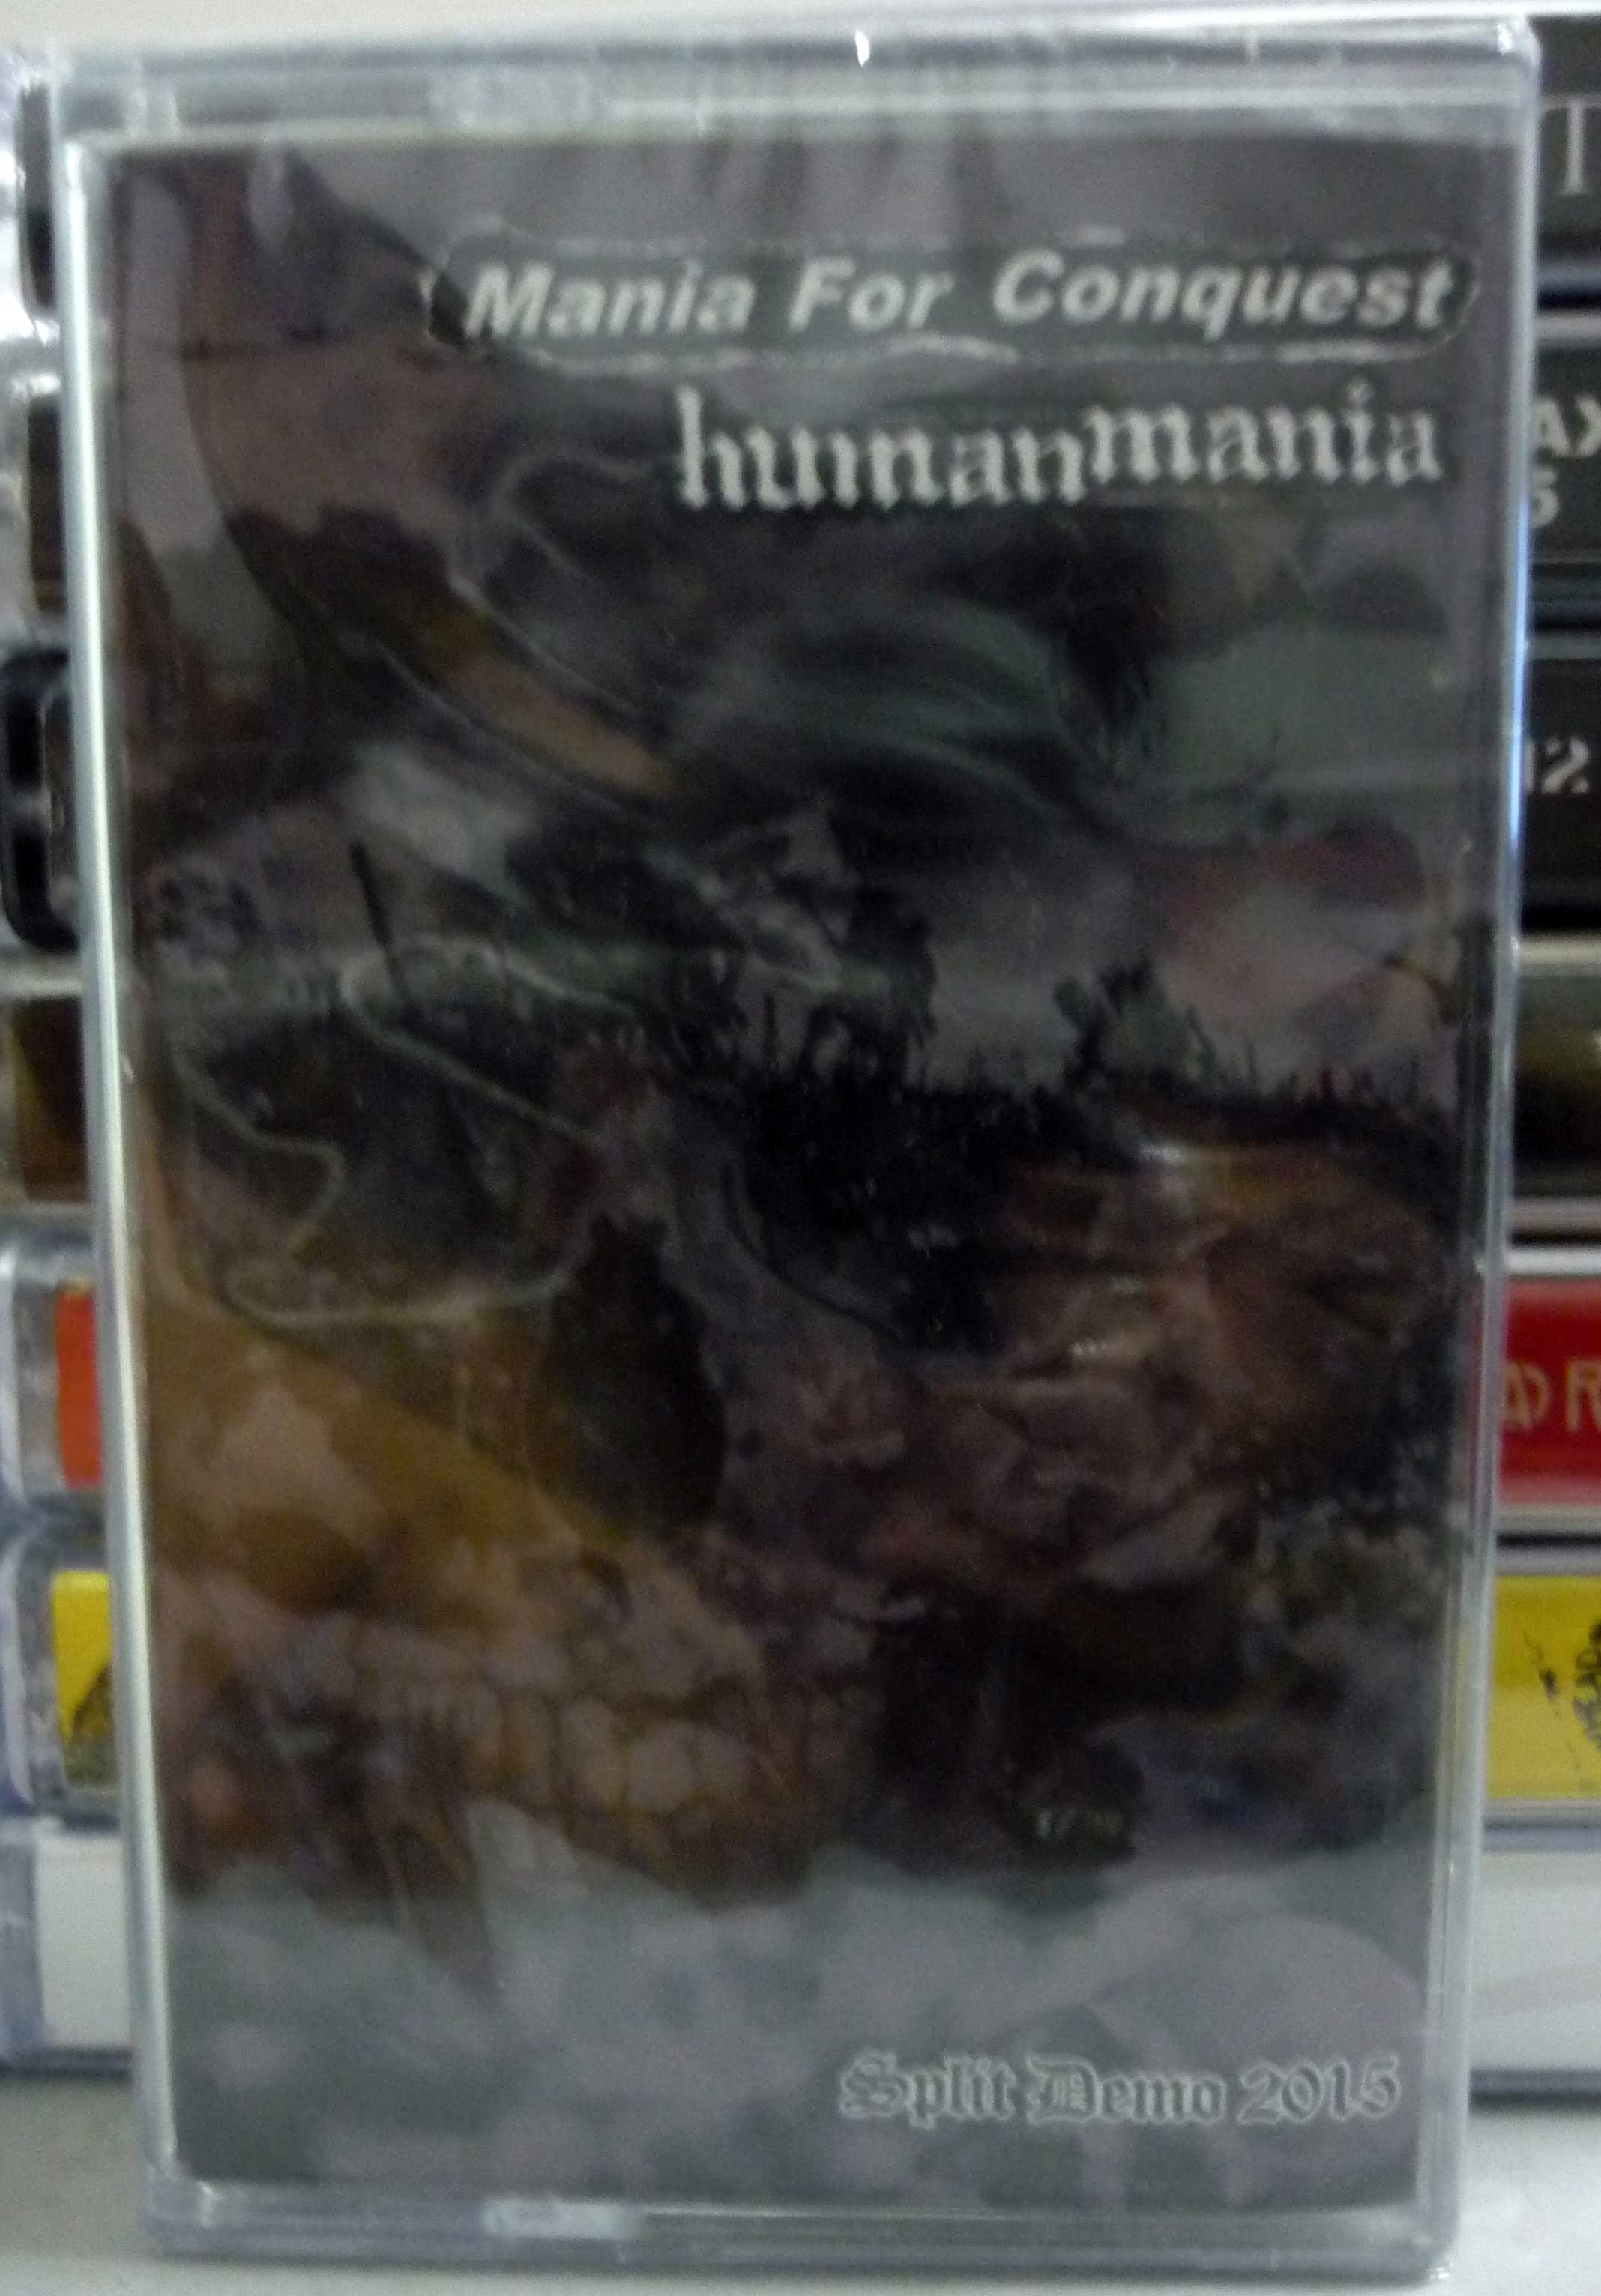 Mania For Conquest
humanmania
Split Demo 2015